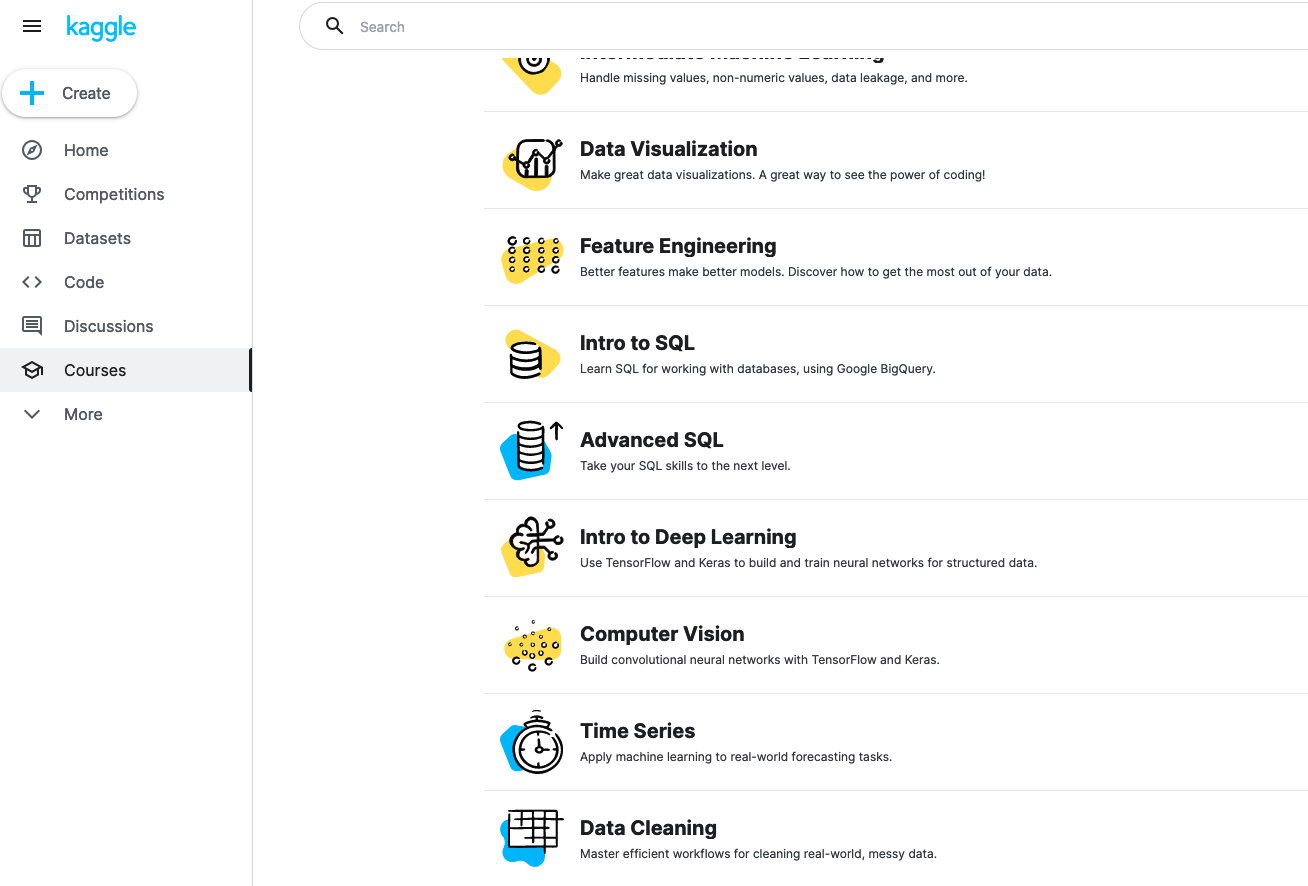 kaggle
Search
Create
Home
Competitions
Datasets
Code
Discussions
Courses
More
Intermediate Machine Learning
Handle missing values, non-numeric values, data leakage, and more.
Data Visualization
Make great data visualizations. A great way to see the power of coding!
Feature Engineering
Better features make better models. Discover how to get the most out of your data.
Intro to SQL
Learn SQL for working with databases, using Google BigQuery.
Advanced SQL
Take your SQL skills to the next level.
Intro to Deep Learning
Use TensorFlow and Keras to build and train neural networks for structured data.
Computer Vision
Build convolutional neural networks with TensorFlow and Keras.
Time Series
Apply machine learning to real-world forecasting tasks.
Data Cleaning
Master efficient workflows for cleaning real-world, messy data.